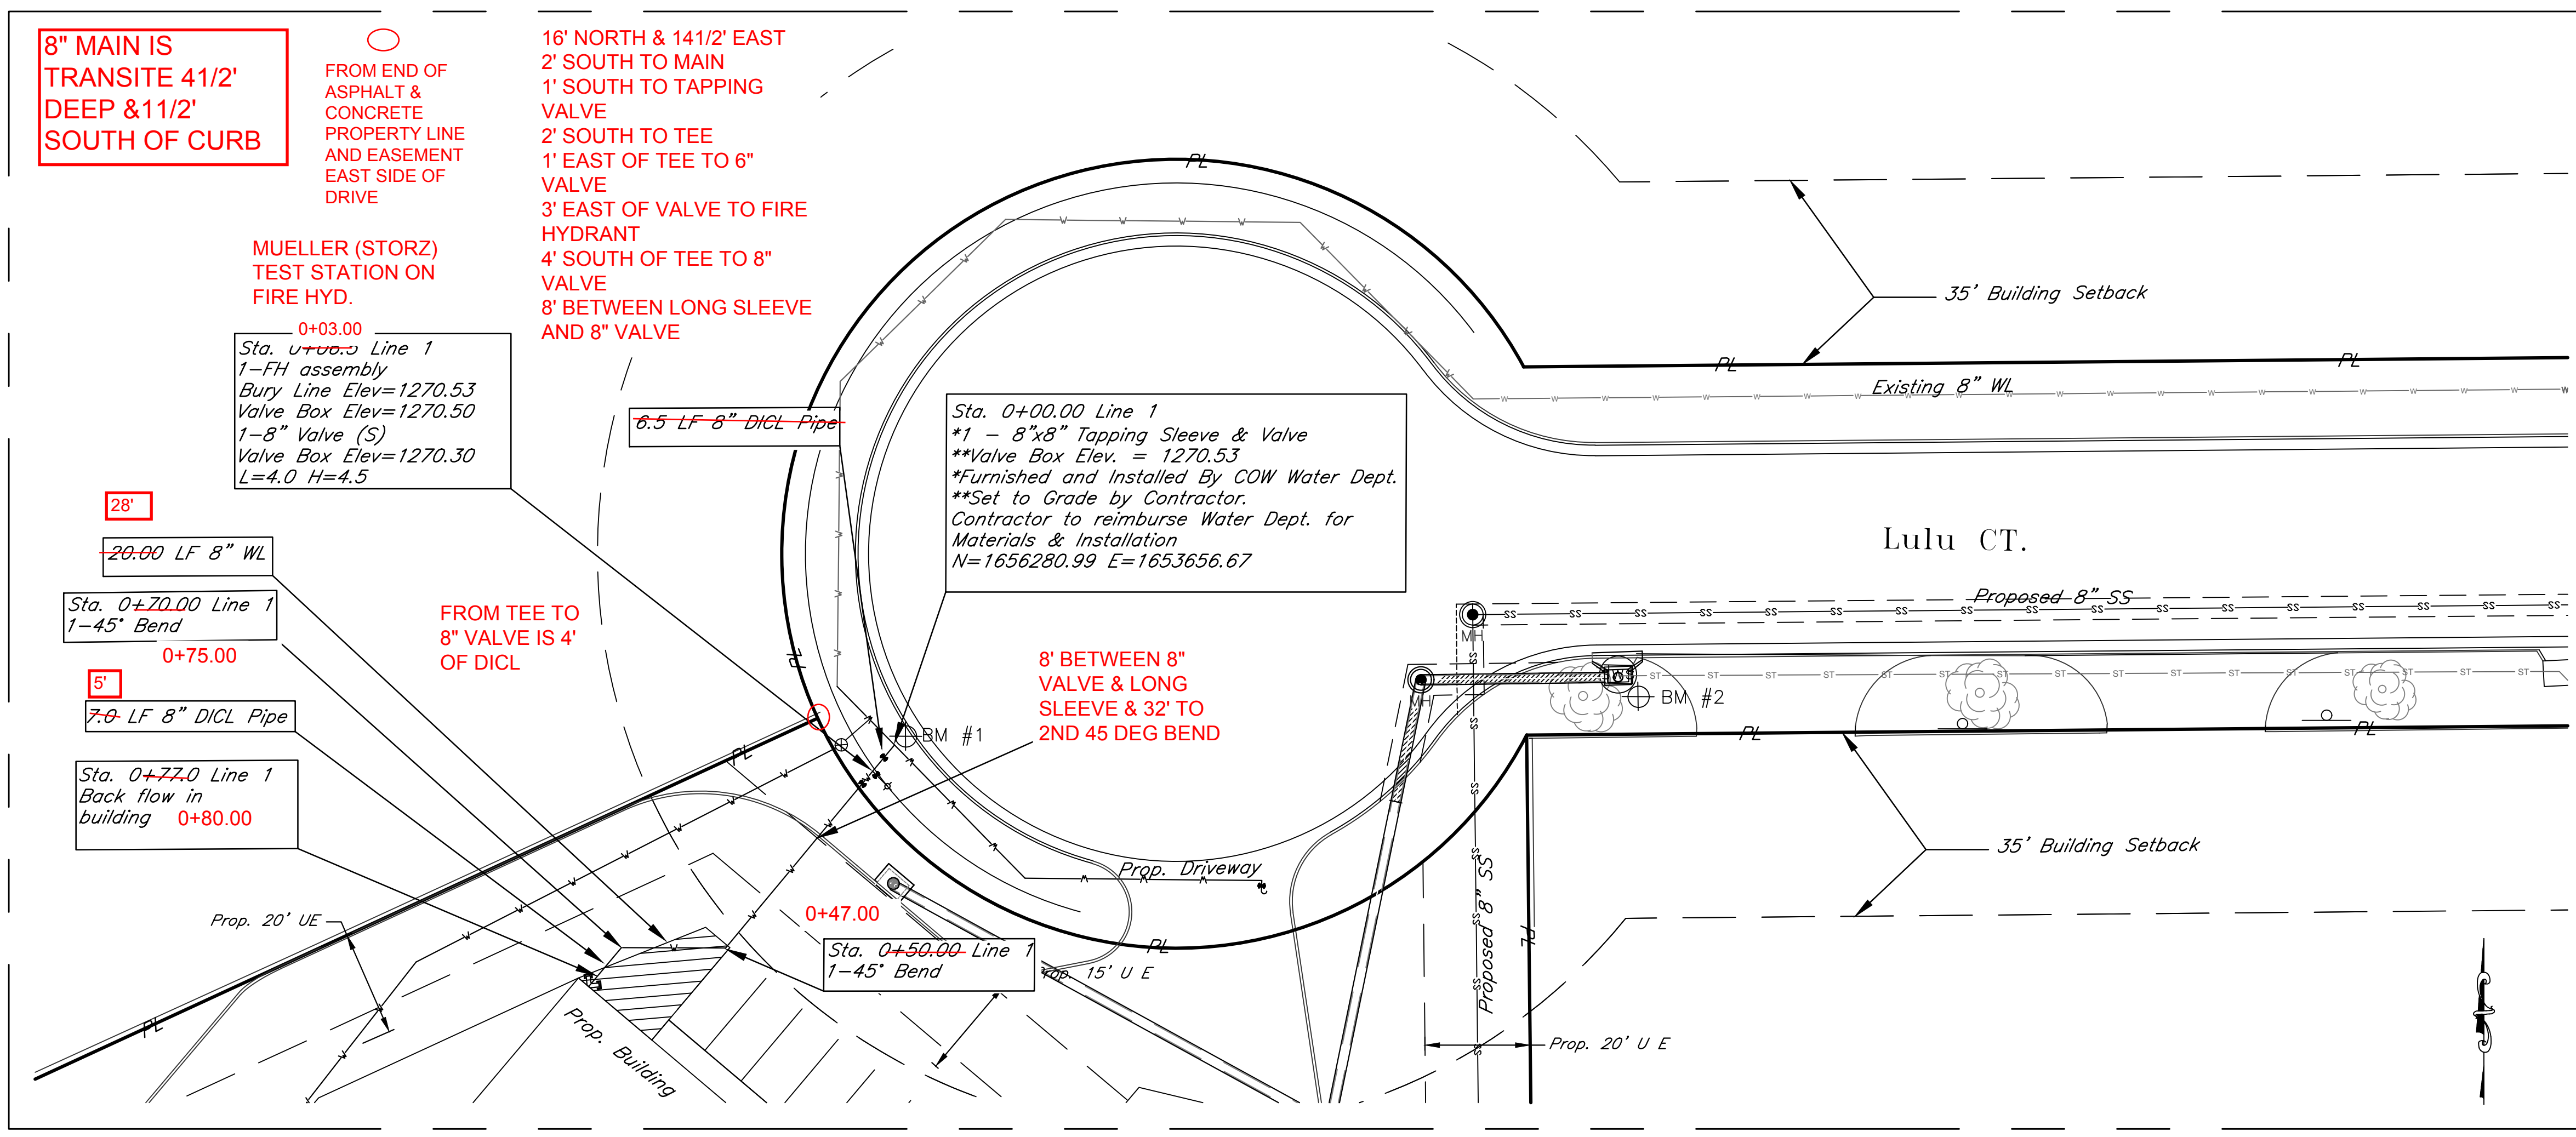 8" MAIN IS
TRANSITE 41/2'
DEEP &11/2'
SOUTH OF CURB
FROM END OF
ASPHALT &
CONCRETE
PROPERTY LINE
AND EASEMENT
EAST SIDE OF
DRIVE
16' NORTH & 141/2' EAST
2' SOUTH TO MAIN
1' SOUTH TO TAPPING
VALVE
2' SOUTH TO TEE
1' EAST OF TEE TO 6"
VALVE
3' EAST OF VALVE TO FIRE
HYDRANT
4' SOUTH OF TEE TO 8"
VALVE
8' BETWEEN LONG SLEEVE
AND 8" VALVE
MUELLER (STORZ)
TEST STATION ON
FIRE HYD.
0+03.00
Sta. 0+06.5 Line 1
1-FH assembly
Bury Line Elev=1270.53
Valve Box Elev=1270.50
1-8" Valve (S)
Valve Box Elev=1270.30
L=4.0 H=4.5
6.5 LF 8" DICL Pipe
Sta. 0+00.00 Line 1
*1 - 8"x8" Tapping Sleeve & Valve
**Valve Box Elev. = 1270.53
*Furnished and Installed By COW Water Dept.
**Set to Grade by Contractor.
Contractor to reimburse Water Dept. for
Materials & Installation
N=1656280.99 E=1653656.67
PL
35' Building Setback
PL
PL
Existing 8" WL
Lulu CT.
28'
20.00 LF 8" WL
Sta. 0+70.00 Line 1
1-45° Bend
0+75.00
5'
7.0 LF 8" DICL Pipe
Sta. 0+77.0 Line 1
Back flow in
building 0+80.00
FROM TEE TO
8" VALVE IS 4'
OF DICL
8' BETWEEN 8"
VALVE & LONG
SLEEVE & 32' TO
2ND 45 DEG BEND
Proposed 8" SS
MH
MH
BM #1
BM #2
PL
PL
PL
PL
35' Building Setback
Prop. Driveway
0+47.00
Sta. 0+50.00 Line 1
1-45° Bend
Prop. 15' U E
PL
Prop. 20' UE
PL
Prop. Building
Proposed 8" SS
PL
Prop. 20' U E